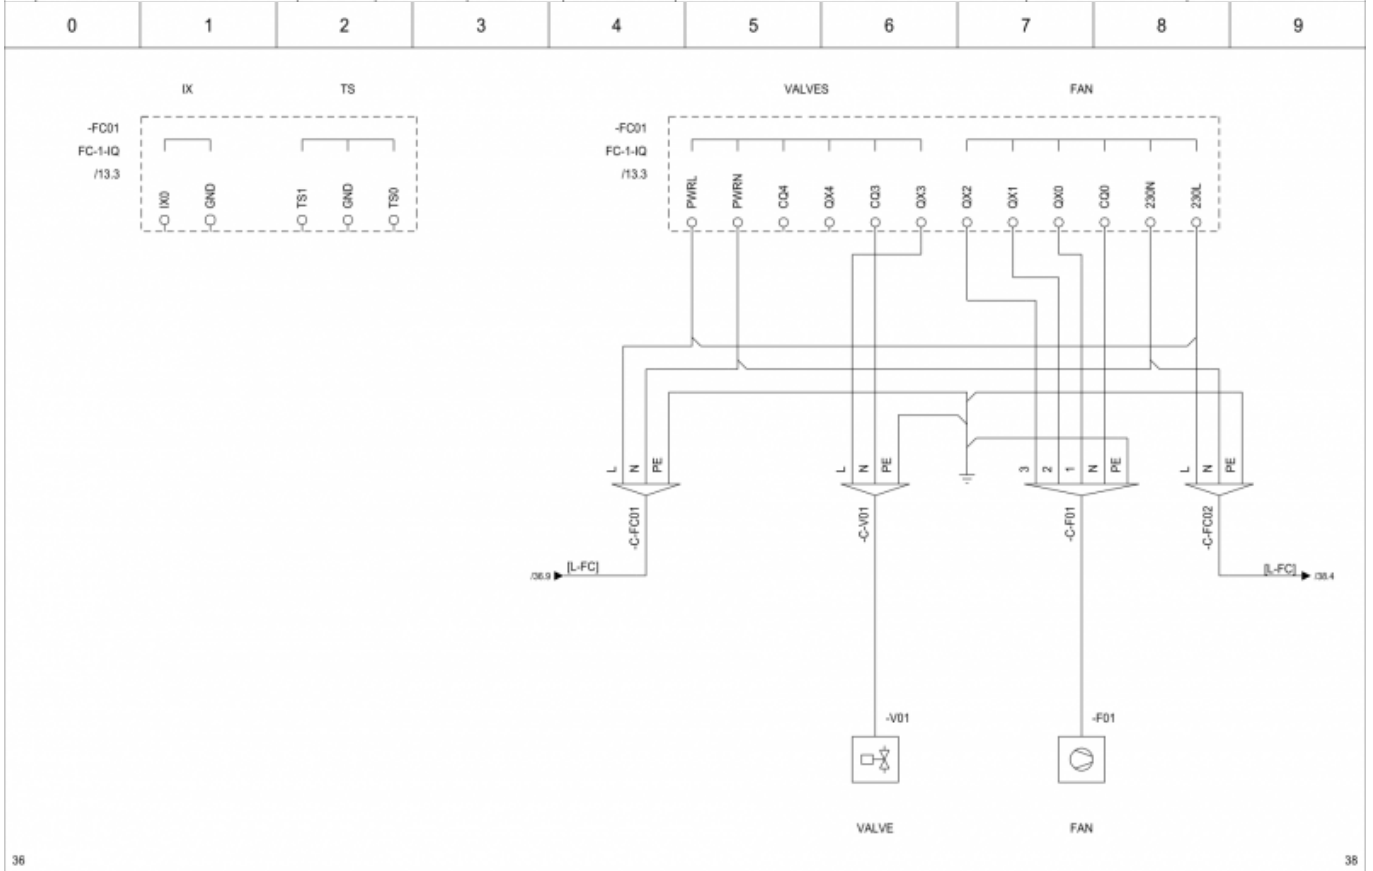 0 1 2 3 4 5 6 7 8 9
IX TS VALVES FAN
-FC01
FC-1-IQ
/13.3
IX0 GND TS1 GND TS0
-FC01
FC-1-IQ
/13.3
PWRL PWRN CQ4 QX4 CQ3 QX3 QX2 QX1 QX0 CQ0 230N 230L
L N PE L N PE 3 2 1 N PE L N PE
-C-FC01 -C-V01 -C-F01 -C-FC02
/36.9 [L-FC] [L-FC] /38.4
-V01 -F01
VALVE FAN
36 38